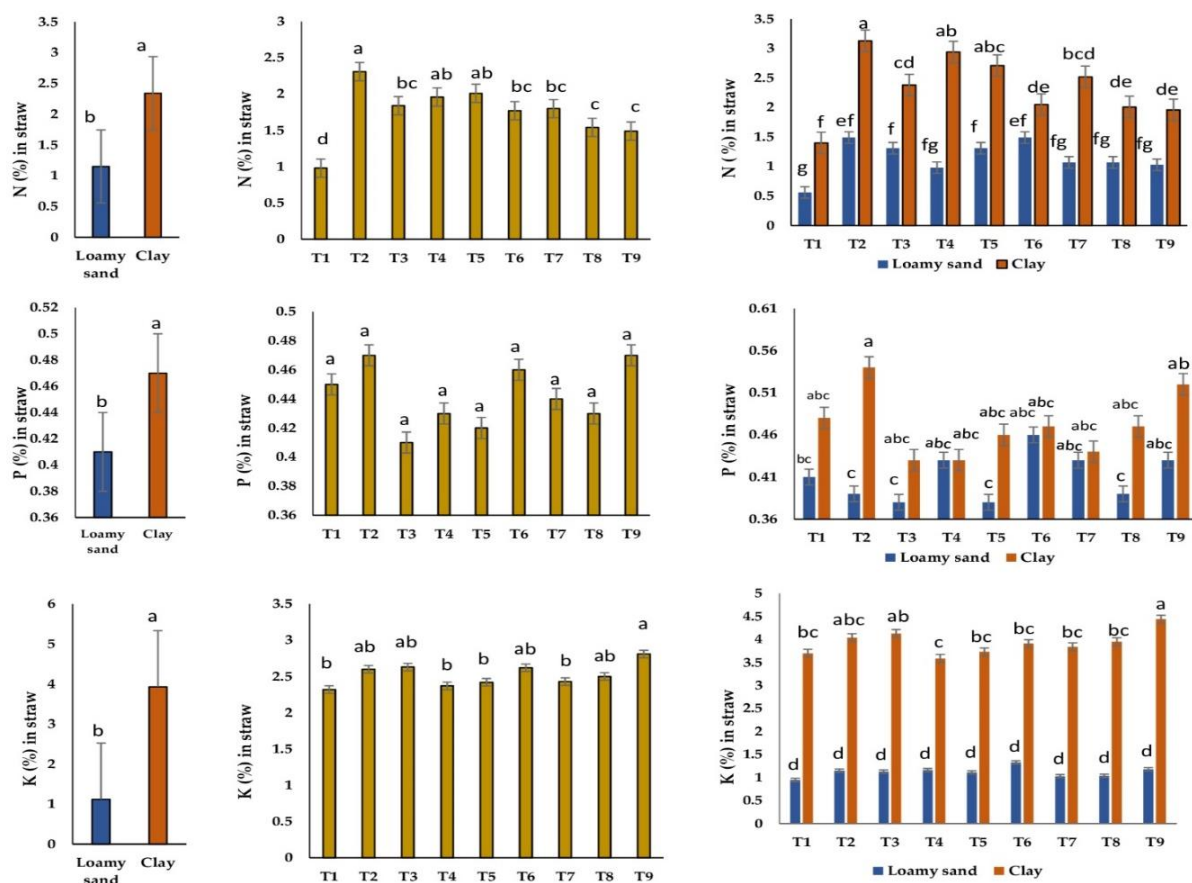 N (%) in straw
3.5
3
2.5
2
1.5
1
0.5
0
b
a
Loamy sand
Clay
N (%) in straw
3
2.5
2
1.5
1
0.5
0
d
a
bc
ab
ab
bc
bc
c
c
T1 T2 T3 T4 T5 T6 T7 T8 T9
N ( %) in straw
3.5
3
2.5
2
1.5
1
0.5
0
g
f
ef
a
f
cd
fg
ab
f
abc
ef
de
fg
bcd
fg
de
fg
de
T1 T2 T3 T4 T5 T6 T7 T8 T9
Loamy sand Clay
P (%) in straw
0.52
0.5
0.48
0.46
0.44
0.42
0.4
0.38
0.36
b
a
Loamy sand
Clay
P (%) in straw
0.5
0.48
0.46
0.44
0.42
0.4
0.38
0.36
a
a
a
a
a
a
a
a
a
T1 T2 T3 T4 T5 T6 T7 T8 T9
P (%) in straw
0.61
0.56
0.51
0.46
0.41
0.36
bc
abc
c
a
c
abc
abc
abc
c
abc
abc
abc
abc
abc
c
abc
abc
ab
T1 T2 T3 T4 T5 T6 T7 T8 T9
Loamy sand Clay
K (%) in straw
6
5
4
3
2
1
0
b
a
Loamy sand
Clay
K (%) in straw
3.5
3
2.5
2
1.5
1
0.5
0
b
ab
ab
b
b
ab
b
ab
a
T1 T2 T3 T4 T5 T6 T7 T8 T9
K (%) in straw
5
4.5
4
3.5
3
2.5
2
1.5
1
0.5
0
d
bc
d
abc
d
ab
d
c
d
bc
d
bc
d
bc
d
bc
d
a
T1 T2 T3 T4 T5 T6 T7 T8 T9
Loamy sand Clay